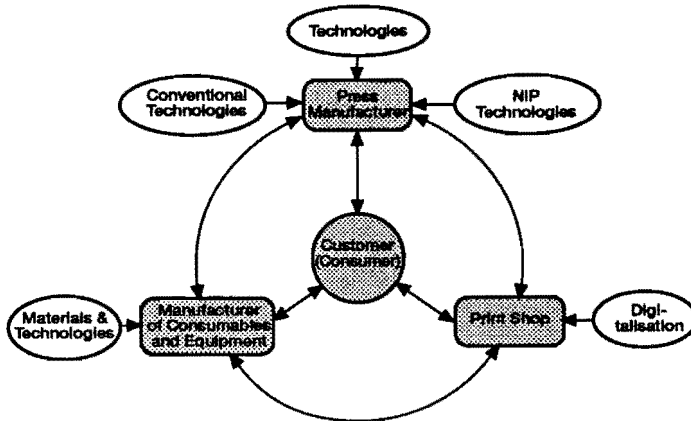 Technologies
Conventional
Technologies
Press
Manufacturer
NIP
Technologies
Customer
(Consumer)
Materials &
Technologies
Manufacturer
of Consumables
and Equipment
Print Shop
Digi-
talisation